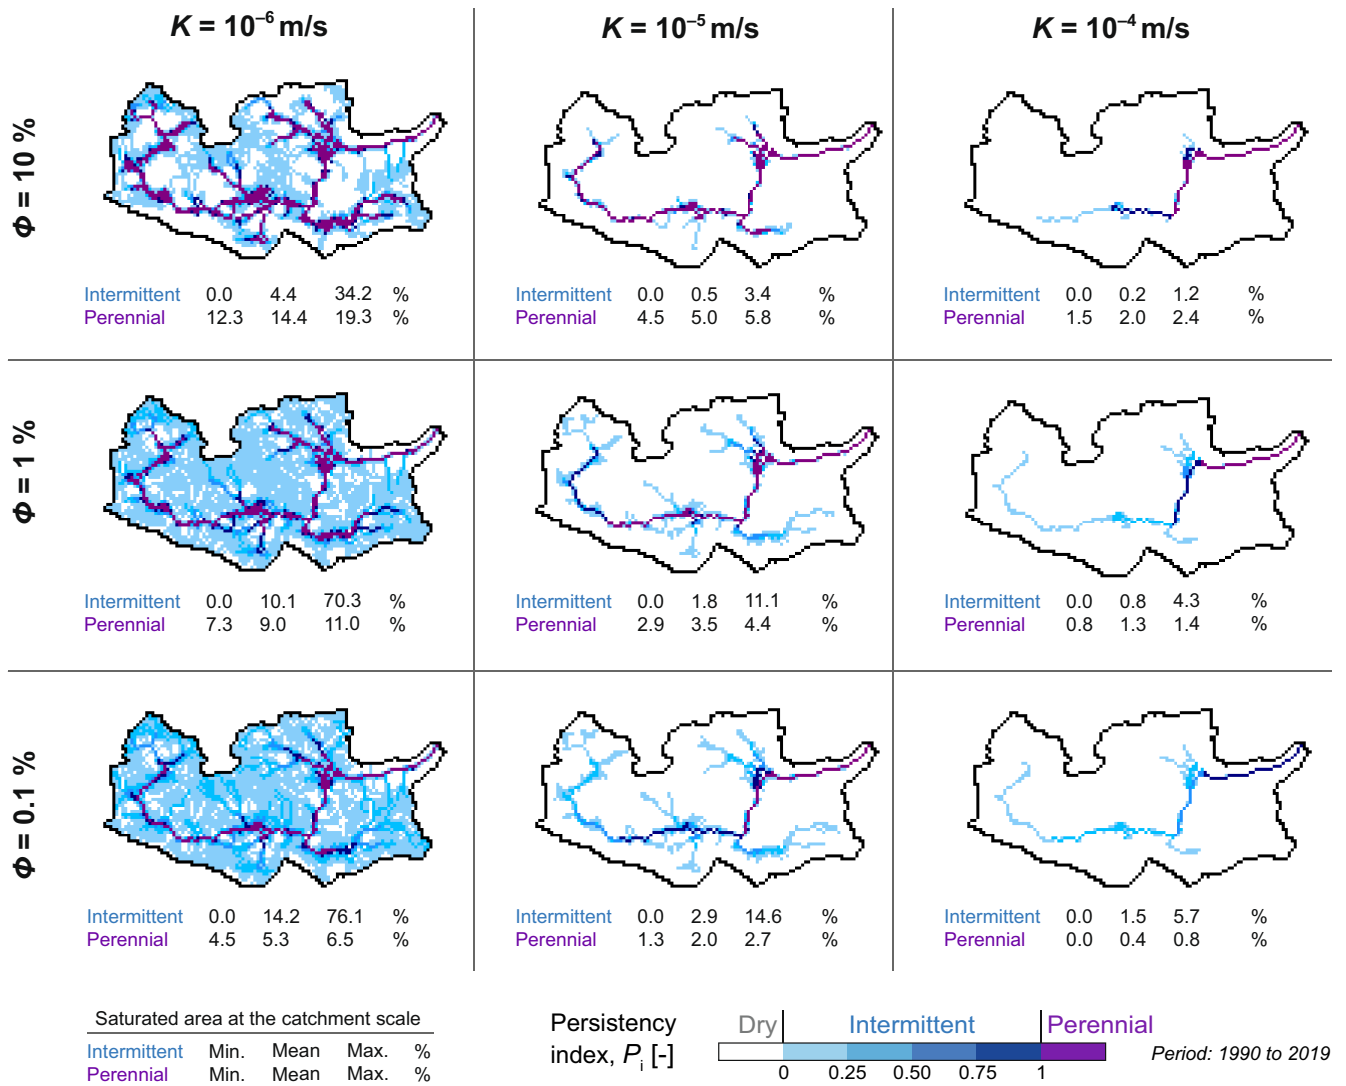 K = 10⁻⁶ m/s K = 10⁻⁵ m/s K = 10⁻⁴ m/s
Φ = 10 %
Intermittent 0.0 4.4 34.2 %
Perennial 12.3 14.4 19.3 %
Intermittent 0.0 0.5 3.4 %
Perennial 4.5 5.0 5.8 %
Intermittent 0.0 0.2 1.2 %
Perennial 1.5 2.0 2.4 %
Φ = 1 %
Intermittent 0.0 10.1 70.3 %
Perennial 7.3 9.0 11.0 %
Intermittent 0.0 1.8 11.1 %
Perennial 2.9 3.5 4.4 %
Intermittent 0.0 0.8 4.3 %
Perennial 0.8 1.3 1.4 %
Φ = 0.1 %
Intermittent 0.0 14.2 76.1 %
Perennial 4.5 5.3 6.5 %
Intermittent 0.0 2.9 14.6 %
Perennial 1.3 2.0 2.7 %
Intermittent 0.0 1.5 5.7 %
Perennial 0.0 0.4 0.8 %
Saturated area at the catchment scale
Intermittent Min. Mean Max. %
Perennial Min. Mean Max. %
Persistency
index, Pᵢ [-]
Dry Intermittent Perennial
0 0.25 0.50 0.75 1
Period: 1990 to 2019